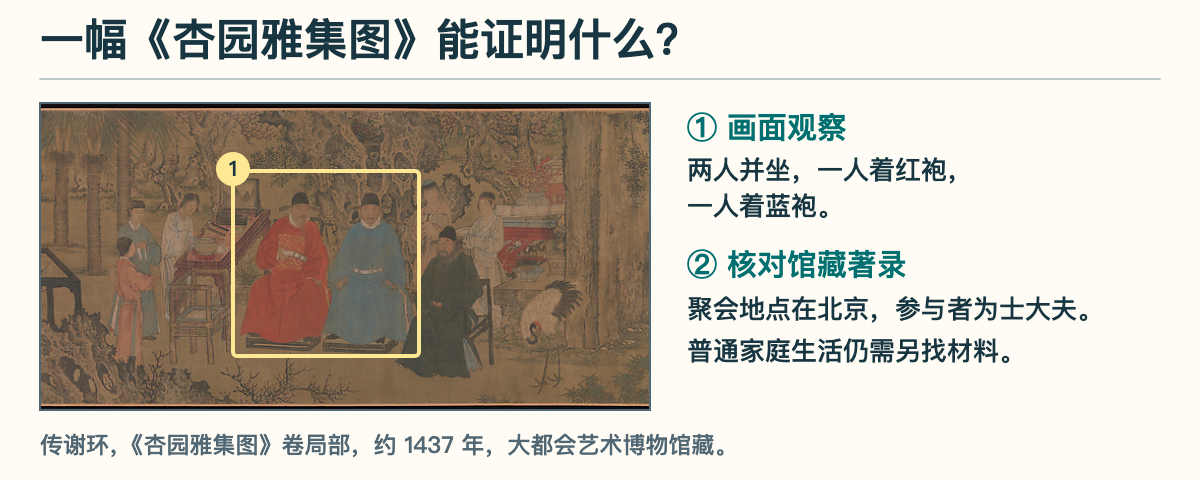 一幅《杏园雅集图》能证明什么？
1
① 画面观察
两人并坐，一人着红袍，
一人着蓝袍。
② 核对馆藏著录
聚会地点在北京，参与者为士大夫。
普通家庭生活仍需另找材料。
传谢环，《杏园雅集图》卷局部，约 1437 年，大都会艺术博物馆藏。